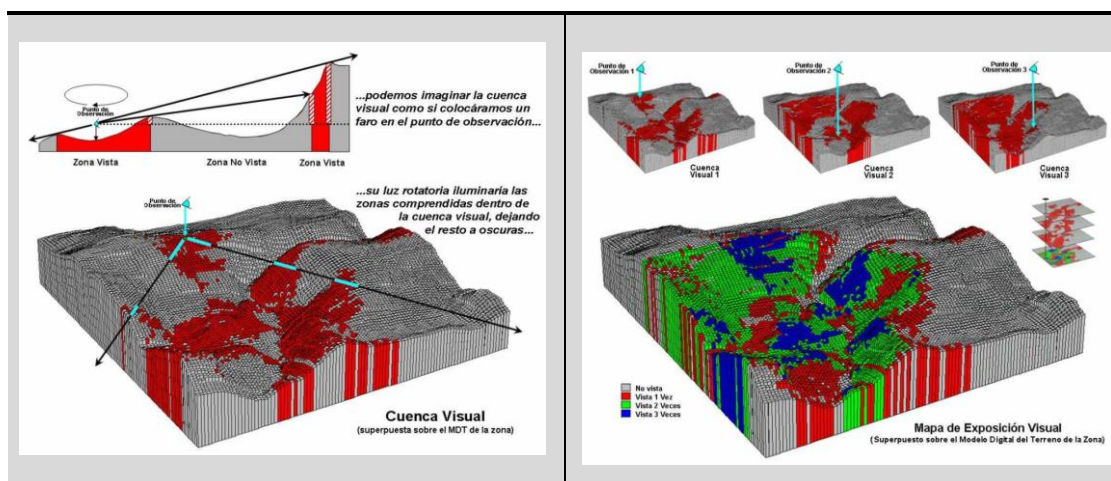 Punto de
Observación
...podemos imaginar la cuenca
visual como si colocáramos un
faro en el punto de observación...
Zona Vista
Zona No Vista
Zona Vista
...su luz rotatoria iluminaría las
zonas comprendidas dentro de
la cuenca visual, dejando
el resto a oscuras...
Punto de
Observación
Cuenca Visual
(superpuesta sobre el MDT de la zona)
Punto de
Observación 1
Punto de
Observación 2
Punto de
Observación 3
Cuenca
Visual 1
Cuenca
Visual 2
Cuenca
Visual 3
No vista
Vista 1 Vez
Vista 2 Veces
Vista 3 Veces
Mapa de Exposición Visual
(Superpuesto sobre el Modelo Digital del Terreno de la Zona)